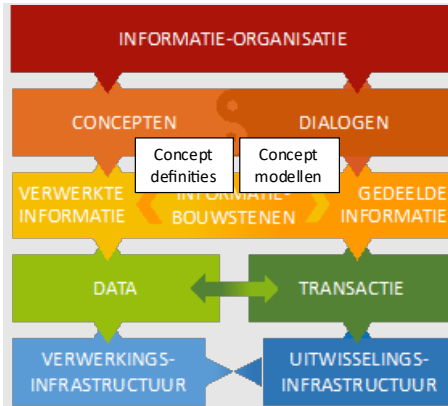 INFORMATIE-ORGANISATIE
CONCEPTEN
DIALOGEN
Concept
definities
Concept
modellen
VERWERKTE
INFORMATIE
INFORMATIE-
BOUWSTENEN
GEDEELDE
INFORMATIE
DATA
TRANSACTIE
VERWERKINGS-
INFRASTRUCTUUR
UITWISSELINGS-
INFRASTRUCTUUR